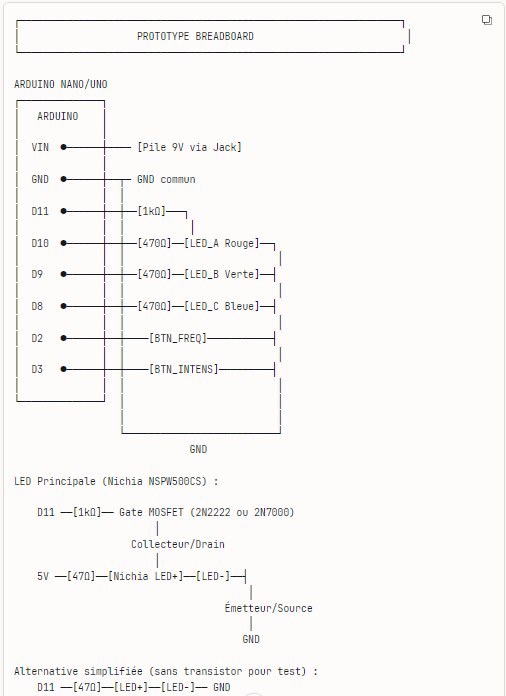 PROTOTYPE BREADBOARD
ARDUINO NANO/UNO
ARDUINO
VIN ●────── [Pile 9V via Jack]
GND ●────── GND commun
D11 ●──────[1kΩ]──
D10 ●──────[470Ω]──[LED_A Rouge]──
D9 ●──────[470Ω]──[LED_B Verte]──
D8 ●──────[470Ω]──[LED_C Bleue]──
D2 ●──────[BTN_FREQ]──────
D3 ●──────[BTN_INTENS]──────
GND
LED Principale (Nichia NSPW500CS) :
D11 ──[1kΩ]── Gate MOSFET (2N2222 ou 2N7000)
Collecteur/Drain
5V ──[47Ω]──[Nichia LED+]──[LED-]──
Émetteur/Source
GND
Alternative simplifiée (sans transistor pour test) :
D11 ──[47Ω]──[LED+]──[LED-]── GND